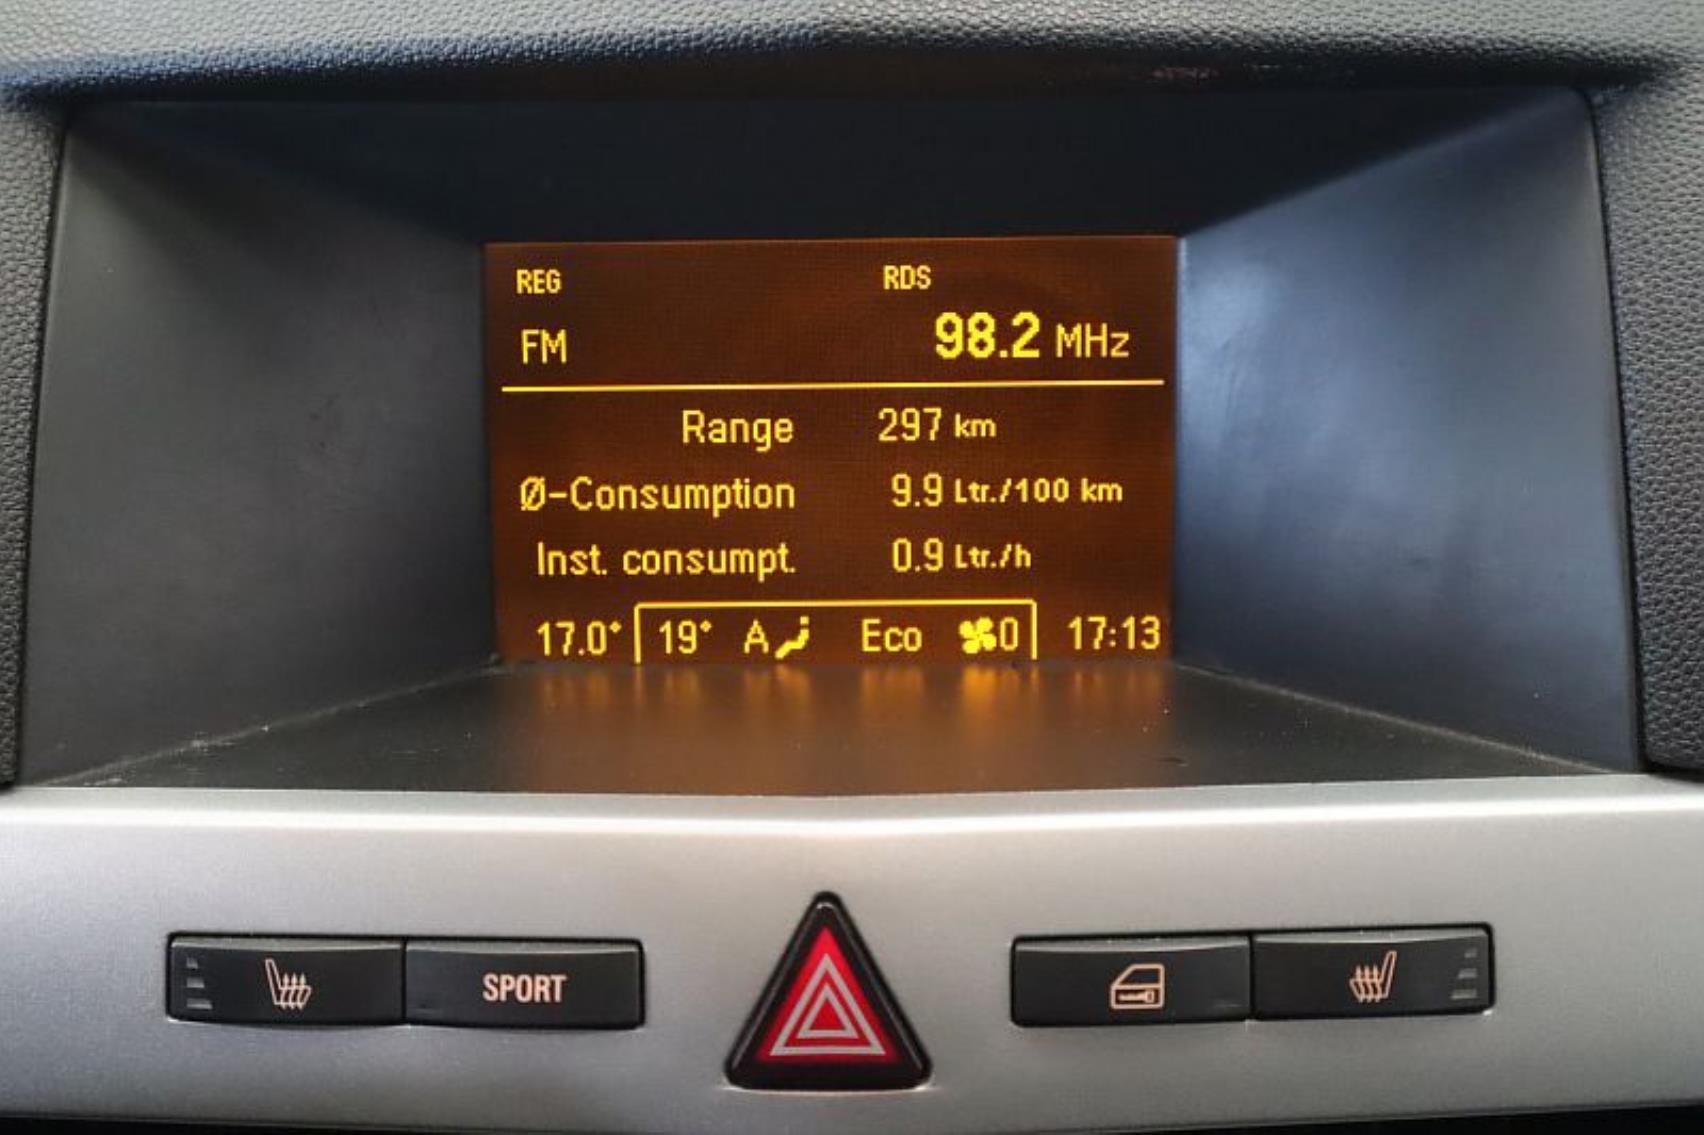 REG RDS
FM 98.2 MHz
Range 297 km
Ø-Consumption 9.9 Ltr./100 km
Inst. consumpt. 0.9 Ltr./h
17.0° 19° A Eco 0 17:13
SPORT